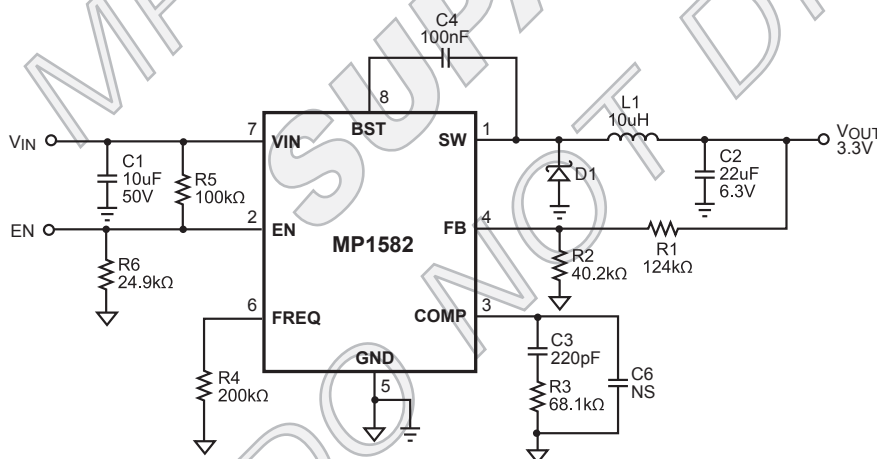 C4
100nF
8
BST
VIN
7
VIN
SW
1
L1
10uH
VOUT
3.3V
C1
10uF
50V
R5
100kΩ
D1
C2
22uF
6.3V
EN
2
EN
MP1582
FB
4
R1
124kΩ
R2
40.2kΩ
R6
24.9kΩ
6
FREQ
COMP
3
R4
200kΩ
GND
5
C3
220pF
R3
68.1kΩ
C6
NS
DO NOT